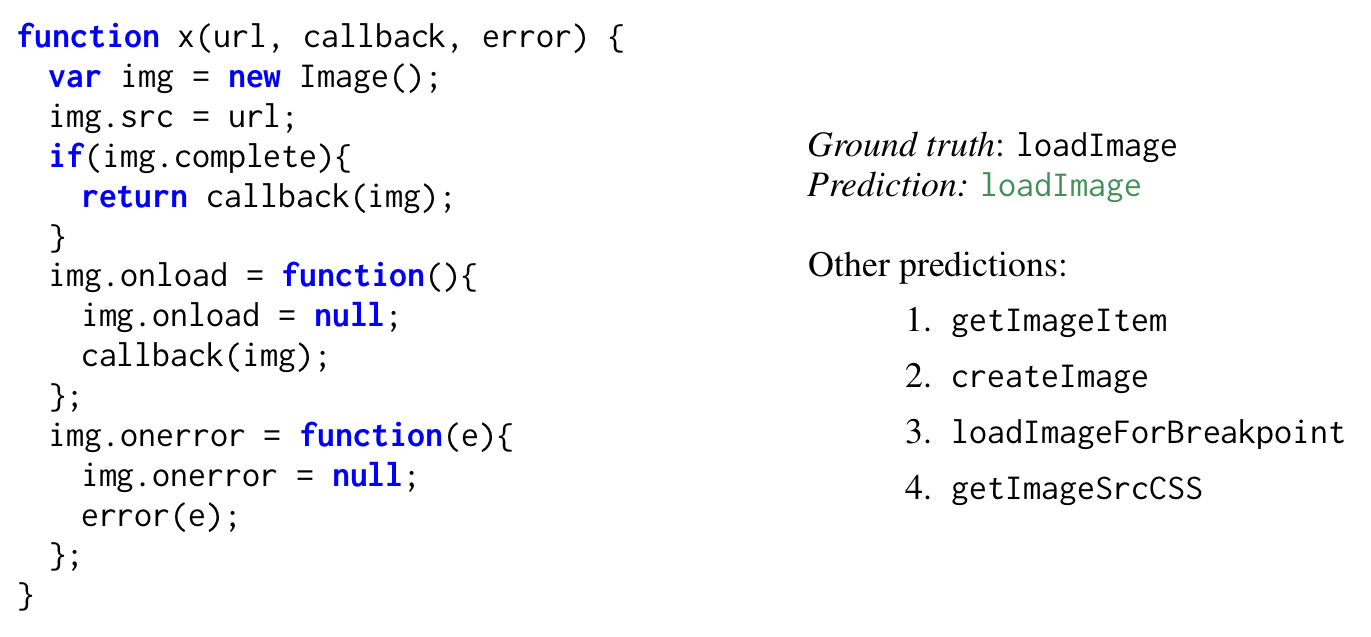 function x(url, callback, error) {
  var img = new Image();
  img.src = url;
  if(img.complete){
    return callback(img);
  }
  img.onload = function(){
    img.onload = null;
    callback(img);
  };
  img.onerror = function(e){
    img.onerror = null;
    error(e);
  };
}
Ground truth: loadImage
Prediction: loadImage
Other predictions:
1. getImageItem
2. createImage
3. loadImageForBreakpoint
4. getImageSrcCSS